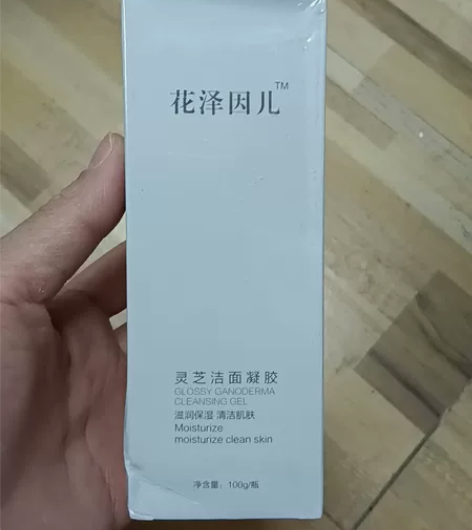 花泽因儿™
灵芝洁面凝胶
GLOSSY GANODERMA
CLEANSING GEL
滋润保湿 清洁肌肤
Moisturize
moisturize clean skin
净含量：100g/瓶